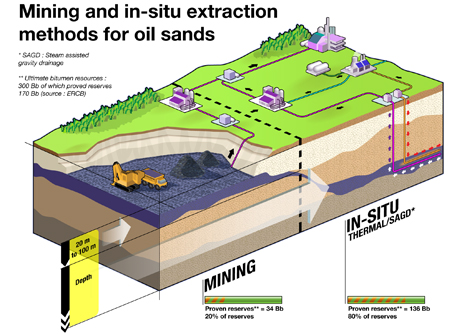 Mining and in-situ extraction
methods for oil sands
* SAGD : Steam assisted
gravity drainage
** Ultimate bitumen resources :
300 Bb of which proved reserves
170 Bb (source : ERCB)
20 m
to 100 m
Depth
MINING
Proven reserves** = 34 Bb
20% of reserves
IN-SITU
THERMAL/SAGD*
Proven reserves** = 136 Bb
80% of reserves